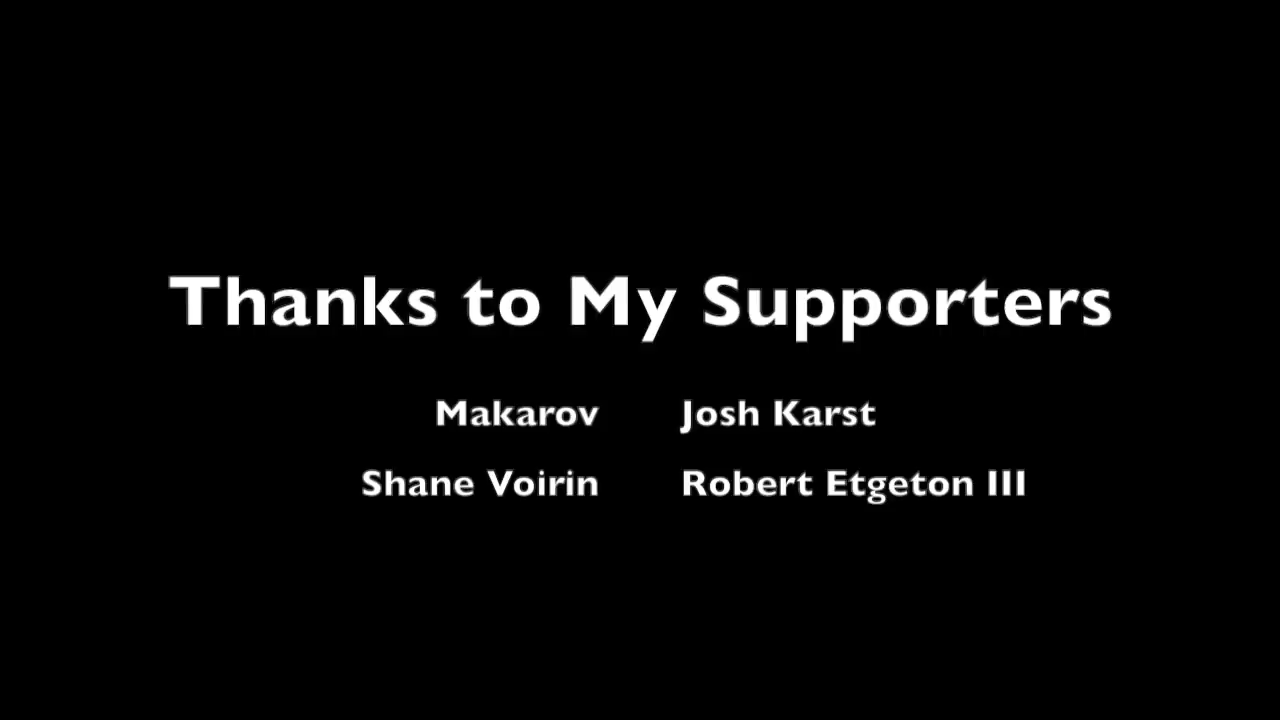 Thanks to My Supporters
Makarov Josh Karst
Shane Voirin Robert Etgeton III